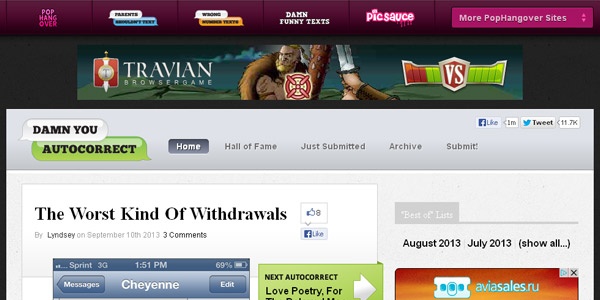 POP
HANG
OVER
PARENTS
SHOULDN'T TEXT
WRONG
NUMBER TEXTS
DAMN
FUNNY TEXTS
PicSauce
More PopHangover Sites
TRAVIAN
BROWSERGAME
VS
Like 1m Tweet 11.7K
DAMN YOU
AUTOCORRECT
Home Hall of Fame Just Submitted Archive Submit!
The Worst Kind Of Withdrawals
8
Like
By Lyndsey on September 10th 2013 3 Comments
"Best of" Lists
August 2013 July 2013 (show all...)
Sprint 3G 1:51 PM 69%
Messages Cheyenne Edit
NEXT AUTOCORRECT
Love Poetry, For
aviasales.ru